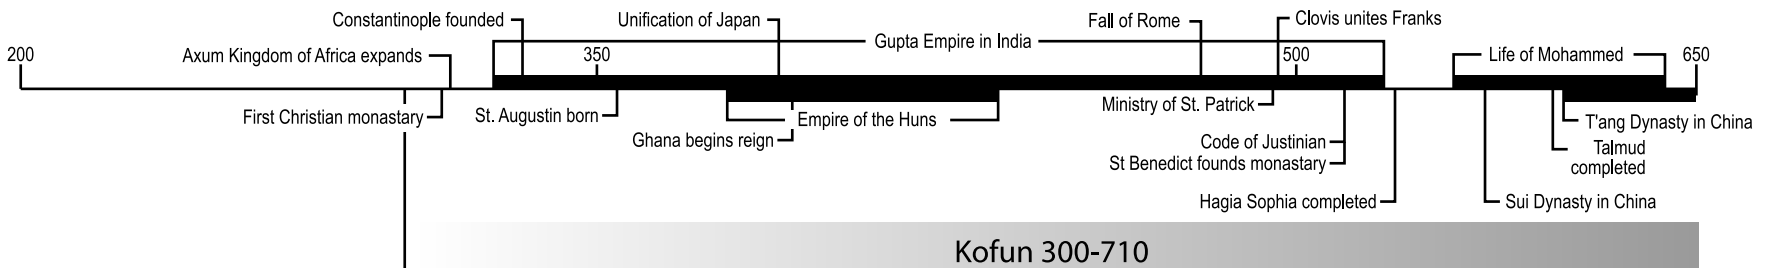 Constantinople founded
Unification of Japan
Fall of Rome
Clovis unites Franks
Gupta Empire in India
200
Axum Kingdom of Africa expands
350
500
Life of Mohammed
650
First Christian monastary
St. Augustin born
Empire of the Huns
Ghana begins reign
Ministry of St. Patrick
Code of Justinian
St Benedict founds monastary
Hagia Sophia completed
T'ang Dynasty in China
Talmud
completed
Sui Dynasty in China
Kofun 300-710